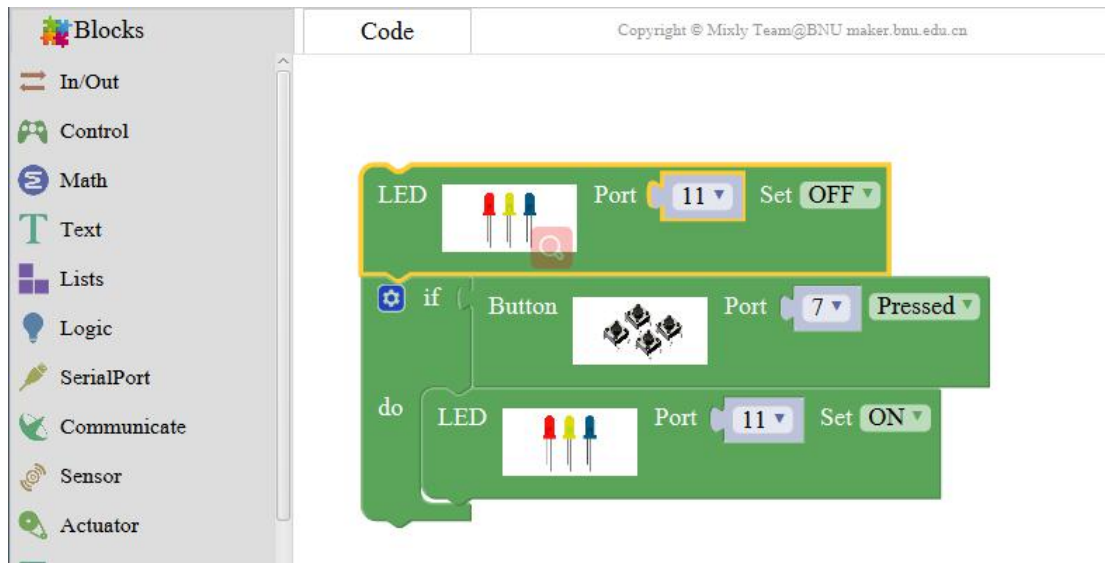 Blocks
Code
Copyright © Mixly Team@BNU maker.bnu.edu.cn
In/Out
Control
Math
Text
Lists
Logic
SerialPort
Communicate
Sensor
Actuator
LED Port 11 Set OFF
if Button Port 7 Pressed
do LED Port 11 Set ON